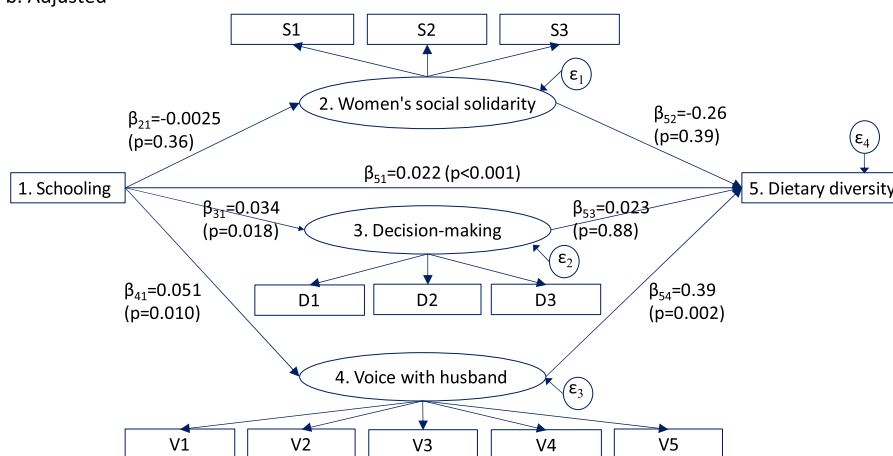 b. Adjusted
S1
S2
S3
ε1
2. Women's social solidarity
β21=-0.0025
(p=0.36)
β52=-0.26
(p=0.39)
ε4
β51=0.022 (p<0.001)
1. Schooling
5. Dietary diversity
β31=0.034
(p=0.018)
β53=0.023
(p=0.88)
3. Decision-making
ε2
β41=0.051
(p=0.010)
D1
D2
D3
β54=0.39
(p=0.002)
4. Voice with husband
ε3
V1
V2
V3
V4
V5